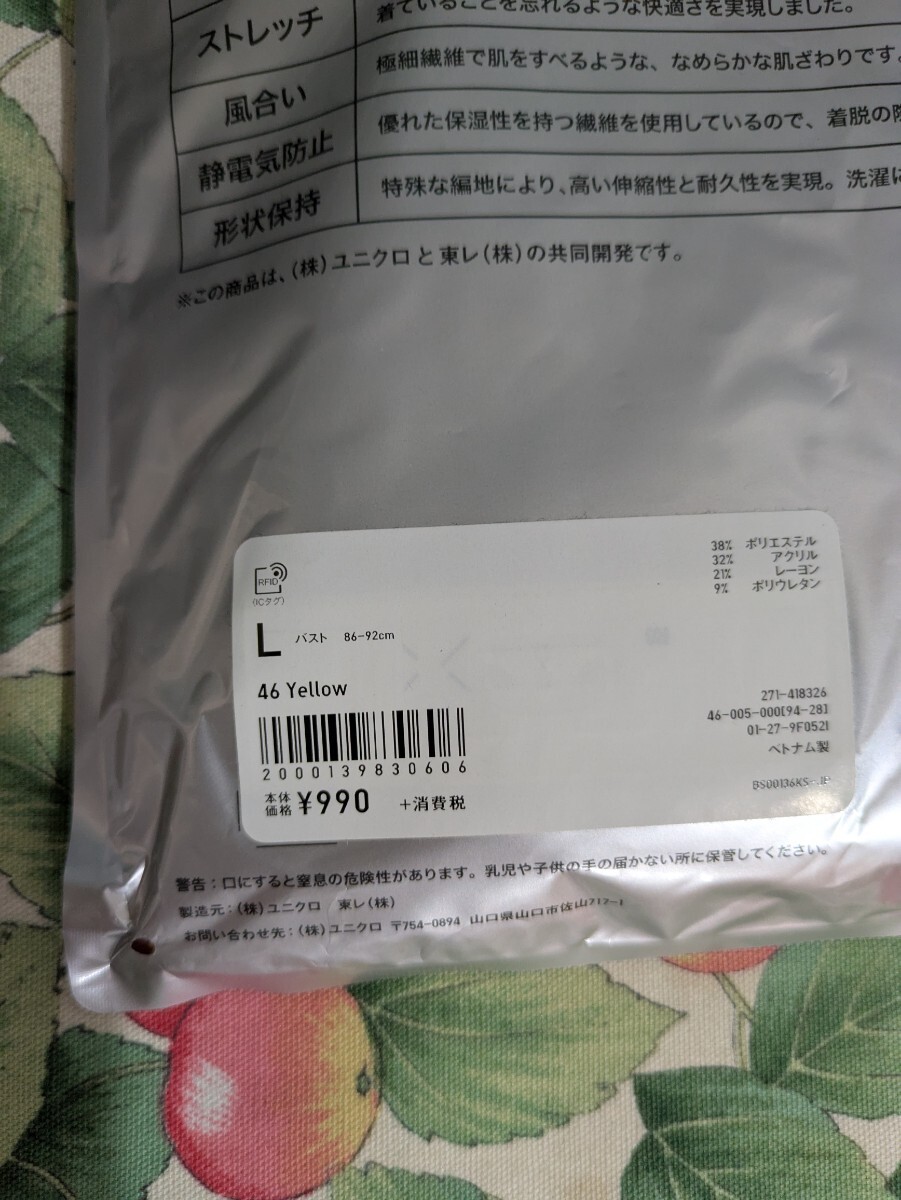 着ていることを忘れるような快適さを実現しました。
ストレッチ
極細繊維で肌をすべるような、なめらかな肌ざわりです。
風合い
優れた保湿性を持つ繊維を使用しているので、着脱の際
静電気防止
特殊な編地により、高い伸縮性と耐久性を実現。洗濯に
形状保持
※この商品は、(株)ユニクロと東レ(株)の共同開発です。
38% ポリエステル
32% アクリル
21% レーヨン
9% ポリウレタン
RFID
(ICタグ)
L バスト 86-92cm
46 Yellow
271-418326
46-005-000[94-28]
01-27-9F052I
ベトナム製
2000139830606
BS00136KS-JP
本体価格 ¥990 +消費税
警告:口にすると窒息の危険性があります。乳児や子供の手の届かない所に保管してください。
製造元:(株)ユニクロ 東レ(株)
お問い合わせ先:(株)ユニクロ 〒754-0894 山口県山口市佐山717-1